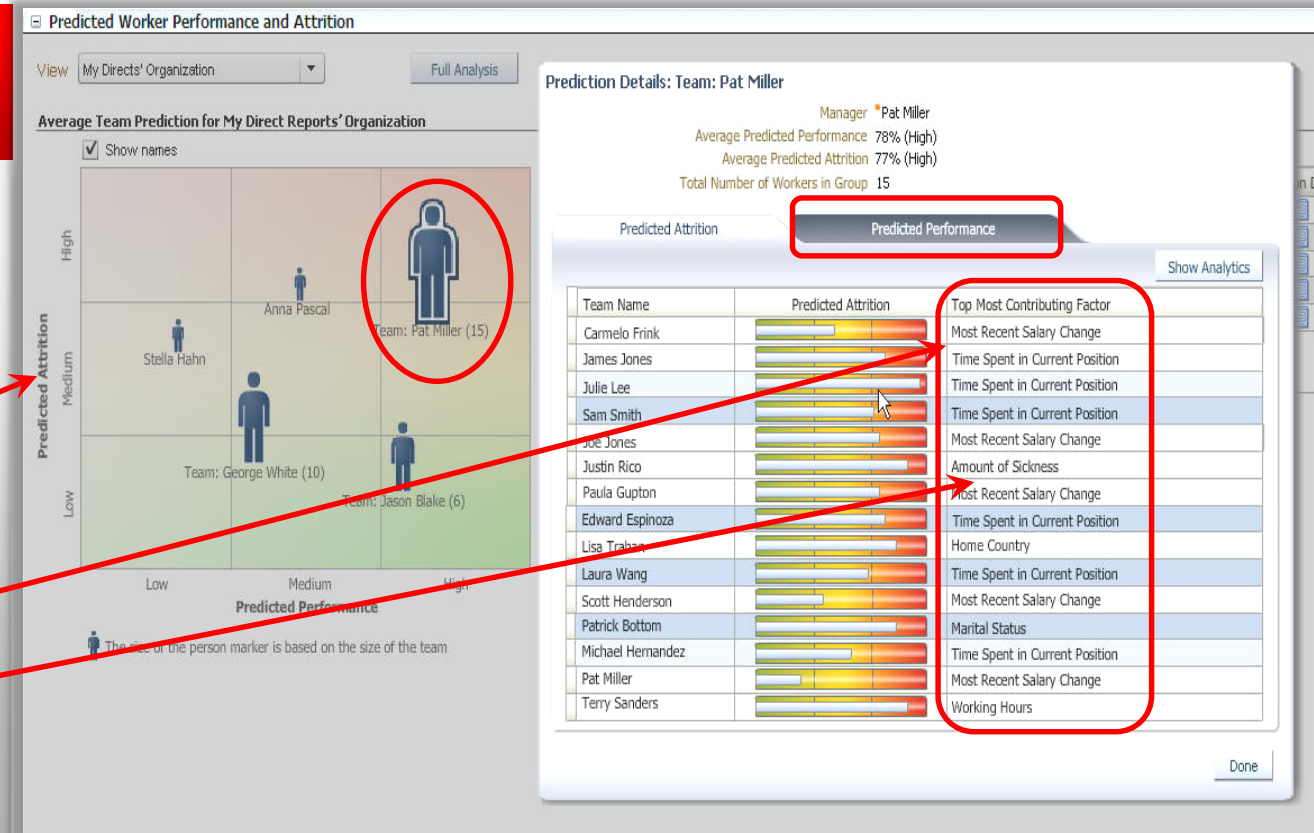 Predicted Worker Performance and Attrition
View My Directs' Organization Full Analysis
Average Team Prediction for My Direct Reports' Organization
Show names
Predicted Attrition
High
Medium
Low
Anna Pascal
Team: Pat Miller (15)
Stella Hahn
Team: George White (10)
Team: Jason Blake (6)
Low Medium High
Predicted Performance
The size of the person marker is based on the size of the team
Prediction Details: Team: Pat Miller
Manager *Pat Miller
Average Predicted Performance 78% (High)
Average Predicted Attrition 77% (High)
Total Number of Workers in Group 15
Predicted Attrition Predicted Performance
Show Analytics
Team Name Predicted Attrition Top Most Contributing Factor
Carmelo Frink Most Recent Salary Change
James Jones Time Spent in Current Position
Julie Lee Time Spent in Current Position
Sam Smith Time Spent in Current Position
Joe Jones Most Recent Salary Change
Justin Rico Amount of Sickness
Paula Gupton Most Recent Salary Change
Edward Espinoza Time Spent in Current Position
Lisa Trahan Home Country
Laura Wang Time Spent in Current Position
Scott Henderson Most Recent Salary Change
Patrick Bottom Marital Status
Michael Hernandez Time Spent in Current Position
Pat Miller Most Recent Salary Change
Terry Sanders Working Hours
Done